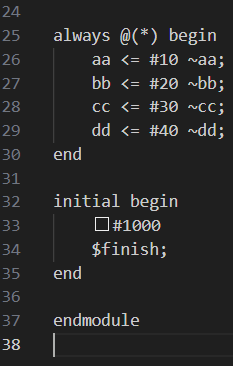 24
25 always @(*) begin
26     aa <= #10 ~aa;
27     bb <= #20 ~bb;
28     cc <= #30 ~cc;
29     dd <= #40 ~dd;
30 end
31
32 initial begin
33     □#1000
34     $finish;
35 end
36
37 endmodule
38